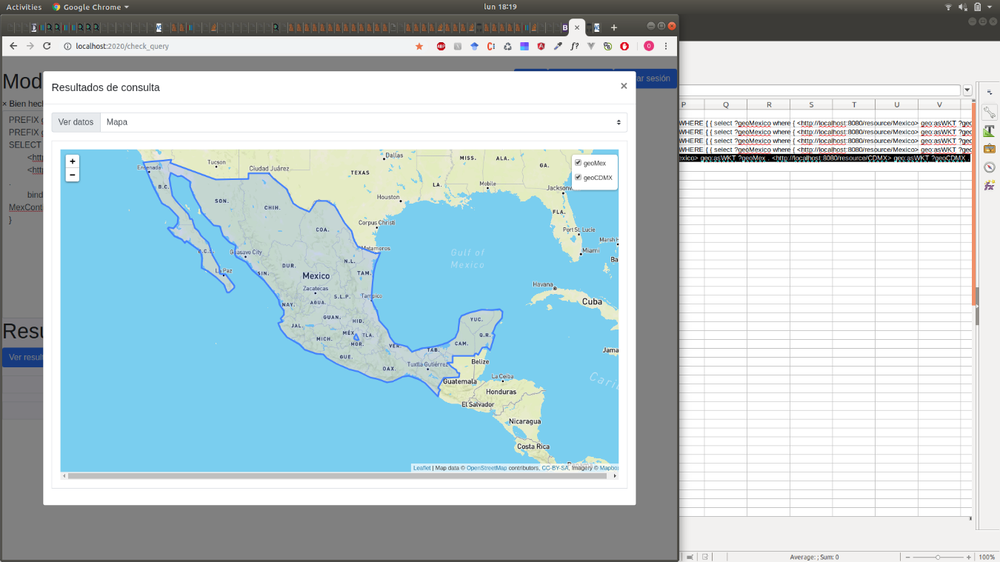 Activities
Google Chrome
lun 18:19
localhost:2020/check_query
ABP
f?
O
Mod
ar sesión
× Bien hech
PREFIX g
PREFIX g
SELECT
<http
<http
.
bind
MexCont
}
Resu
Ver result
Resultados de consulta
×
Ver datos
Mapa
+
−
geoMex
geoCDMX
Tucson
Dallas
MISS.
ALA.
GA.
Ensenada
Ciudad Juárez
TEXAS
LA.
Mobile
Jacksonv
B.C.
SON.
CHIH.
Houston
FLA.
COA.
Corpus Christi
Port St. Lucie
Guasave City
Matamoros
Gulf of
Mexico
Miami
Marsh H
Ba
N.L.
La Paz
SIN.
DUR.
Mexico
TAM.
Zacatecas
Havana
S.L.P.
Tampico
Cuba
NAY.
AGUA.
GUAN.
HID.
YUC.
JAL.
MÉX.
TLA.
Q.R.
MICH.
MOR.
VER.
TAB.
CAM.
Jama
GUE.
OAX.
Tuxtla Gutiérrez
Belize
La Ceiba
Guatemala
Honduras
Cari
El Salvador
Nicaragua
Costa Rica
Leaflet | Map data © OpenStreetMap contributors, CC-BY-SA, Imagery © Mapbox
P Q R S T U V
WHERE { { select ?geoMexico where { <http://localhost:8080/resource/Mexico> geo:asWKT ?geo
WHERE { { select ?geoMexico where { <http://localhost:8080/resource/Mexico> geo:asWKT ?geo
WHERE { { select ?geoMexico where { <http://localhost:8080/resource/Mexico> geo:asWKT ?geo
WHERE { { select ?geoMexico where { <http://localhost:8080/resource/Mexico> geo:asWKT ?geo
exico> geo:asWKT ?geoMex . <http://localhost:8080/resource/CDMX> geo:asWKT ?geoCDMX .
Average: ; Sum: 0
100%